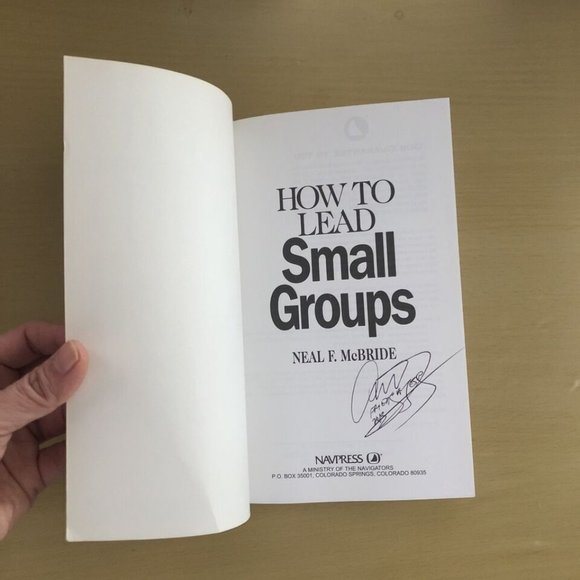 HOW TO
LEAD
Small
Groups
NEAL F. McBRIDE
NAVPRESS
A MINISTRY OF THE NAVIGATORS
P.O. BOX 35001, COLORADO SPRINGS, COLORADO 80935